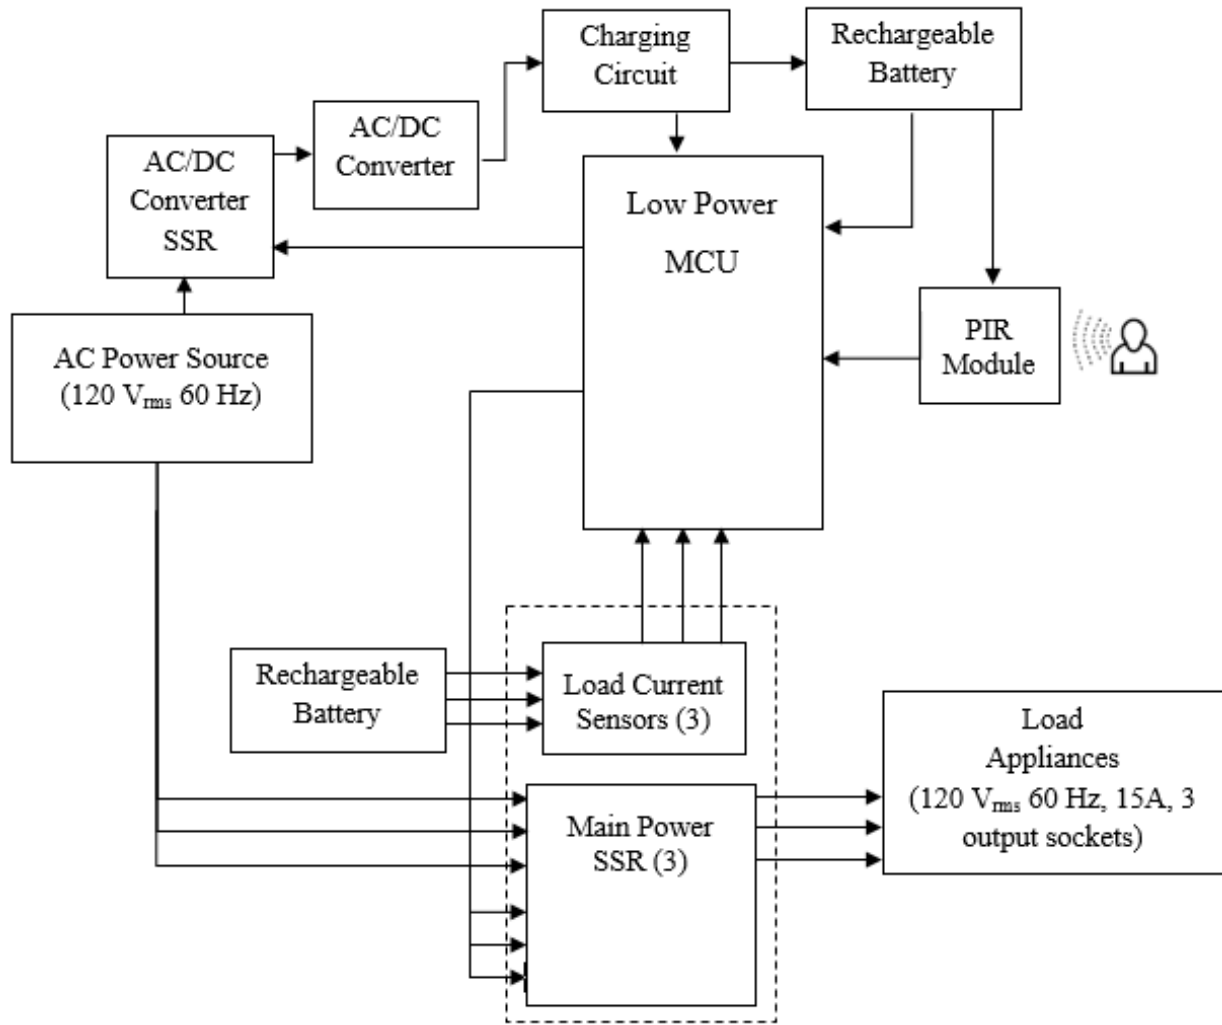 Charging
Circuit
Rechargeable
Battery
AC/DC
Converter
AC/DC
Converter
SSR
Low Power
MCU
PIR
Module
AC Power Source
(120 Vrms 60 Hz)
Rechargeable
Battery
Load Current
Sensors (3)
Load
Appliances
(120 Vrms 60 Hz, 15A, 3
output sockets)
Main Power
SSR (3)